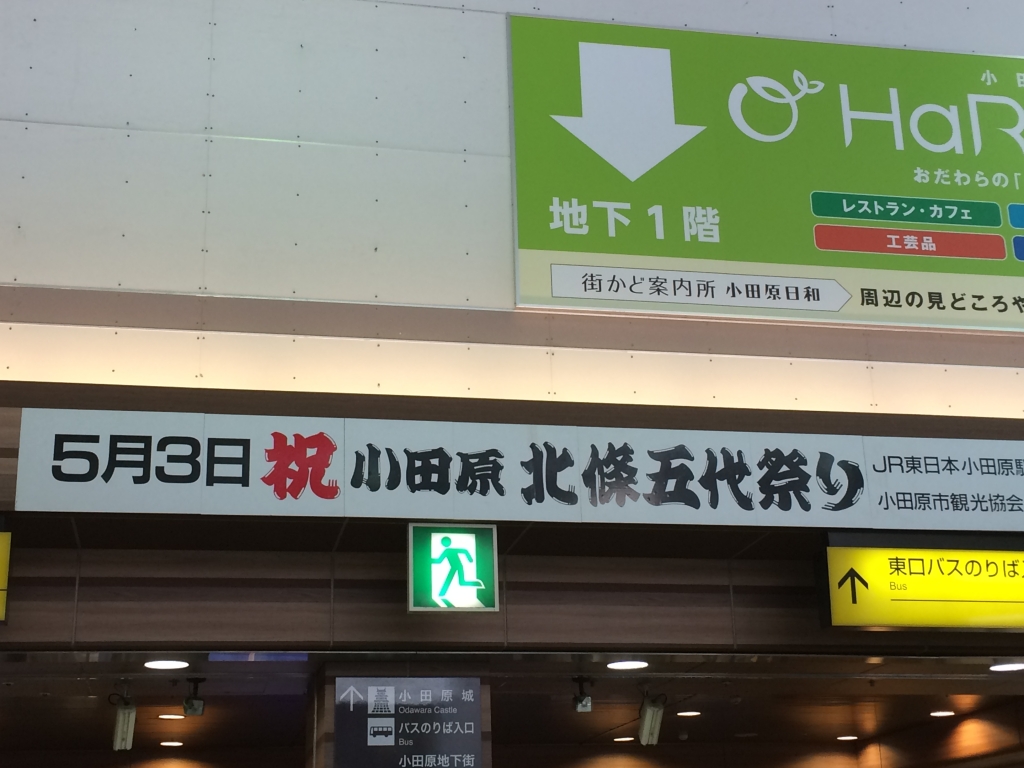 小田
HaR
おだわらの「
レストラン・カフェ
工芸品
地下1階
街かど案内所 小田原日和
周辺の見どころや
5月3日 祝 小田原 北條五代祭り
JR東日本小田原駅
小田原市観光協会
東口バスのりば
Bus
小田原城
Odawara Castle
バスのりば入口
Bus
小田原地下街